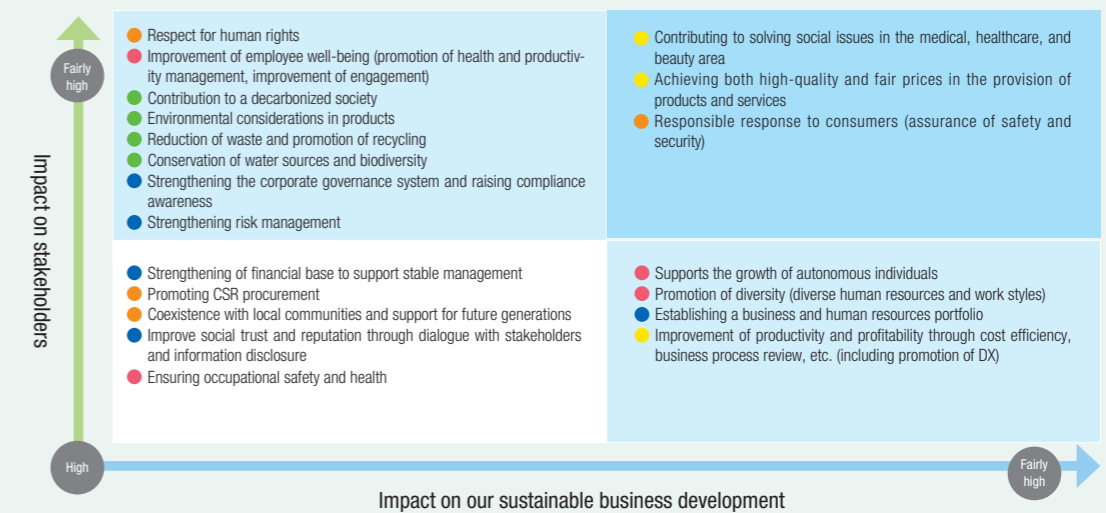 Fairly
high
Impact on stakeholders
Respect for human rights
Improvement of employee well-being (promotion of health and productiv-
ity management, improvement of engagement)
Contribution to a decarbonized society
Environmental considerations in products
Reduction of waste and promotion of recycling
Conservation of water sources and biodiversity
Strengthening the corporate governance system and raising compliance
awareness
Strengthening risk management
Contributing to solving social issues in the medical, healthcare, and
beauty area
Achieving both high-quality and fair prices in the provision of
products and services
Responsible response to consumers (assurance of safety and
security)
Strengthening of financial base to support stable management
Promoting CSR procurement
Coexistence with local communities and support for future generations
Improve social trust and reputation through dialogue with stakeholders
and information disclosure
Ensuring occupational safety and health
Supports the growth of autonomous individuals
Promotion of diversity (diverse human resources and work styles)
Establishing a business and human resources portfolio
Improvement of productivity and profitability through cost efficiency,
business process review, etc. (including promotion of DX)
High
Fairly
high
Impact on our sustainable business development